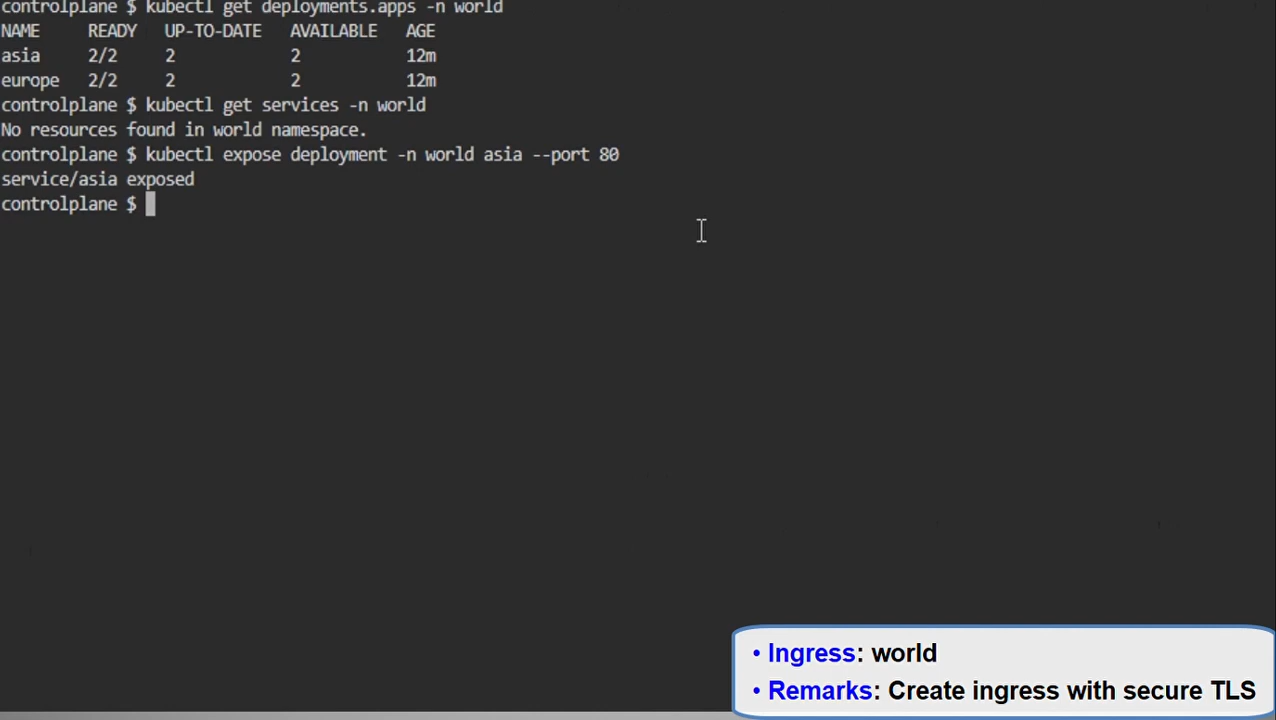 controlplane $ kubectl get deployments.apps -n world
NAME READY UP-TO-DATE AVAILABLE AGE
asia 2/2 2 2 12m
europe 2/2 2 2 12m
controlplane $ kubectl get services -n world
No resources found in world namespace.
controlplane $ kubectl expose deployment -n world asia --port 80
service/asia exposed
controlplane $
• Ingress: world
• Remarks: Create ingress with secure TLS